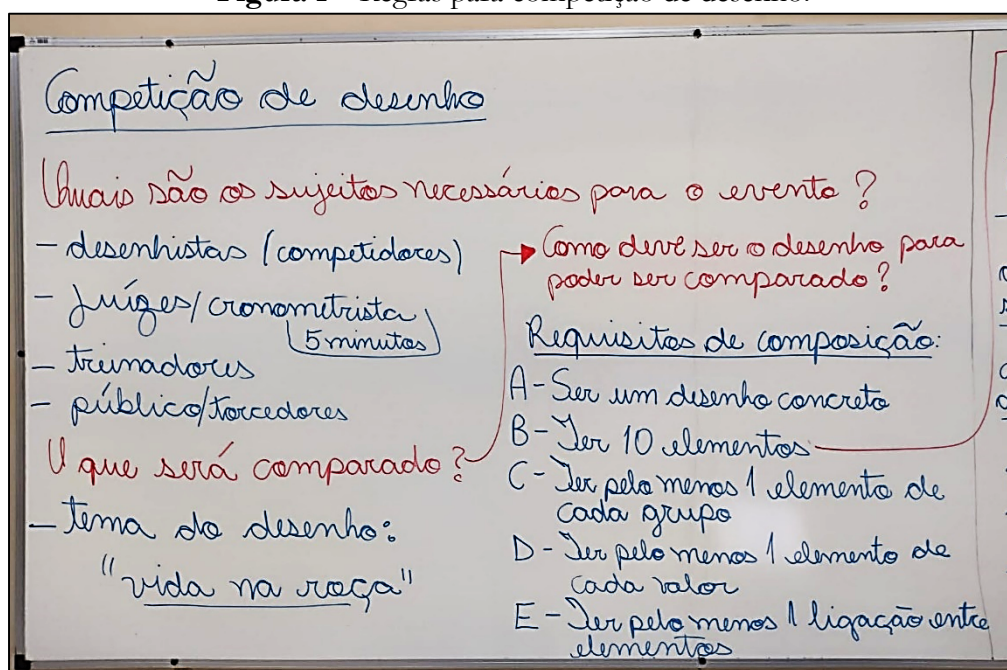 Figura 1 – Regras para competição de desenho.
Competição de desenho
Quais são os sujeitos necessários para o evento?
- desenhistas (competidores)
- Juízes/cronometrista
5 minutos
- treinadores
- público/torcedores
O que será comparado?
- tema do desenho:
"vida na roça"
Como deve ser o desenho para
poder ser comparado?
Requisitos de composição:
A - Ser um desenho concreto
B - Ter 10 elementos
C - Ter pelo menos 1 elemento de
cada grupo
D - Ter pelo menos 1 elemento de
cada valor
E - Ter pelo menos 1 ligação entre
elementos